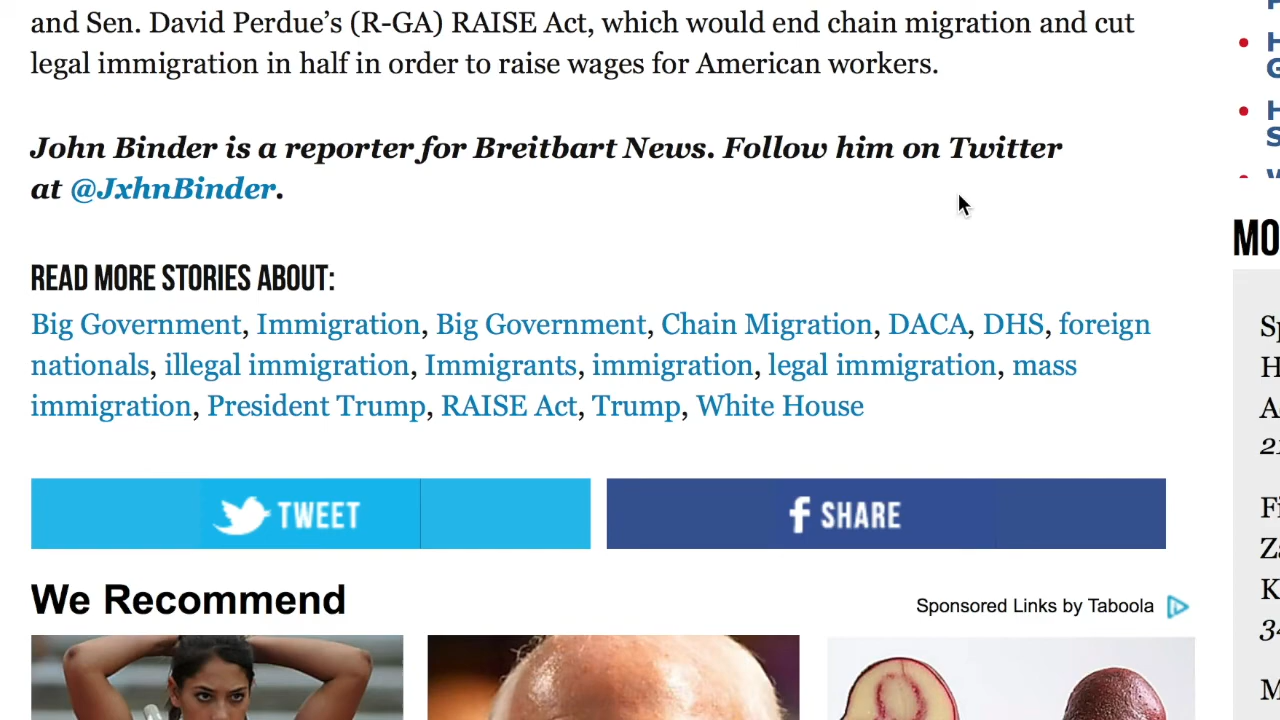 and Sen. David Perdue’s (R-GA) RAISE Act, which would end chain migration and cut
legal immigration in half in order to raise wages for American workers.
John Binder is a reporter for Breitbart News. Follow him on Twitter
at @JxhnBinder.
READ MORE STORIES ABOUT:
Big Government, Immigration, Big Government, Chain Migration, DACA, DHS, foreign
nationals, illegal immigration, Immigrants, immigration, legal immigration, mass
immigration, President Trump, RAISE Act, Trump, White House
TWEET
f SHARE
We Recommend
Sponsored Links by Taboola
MO